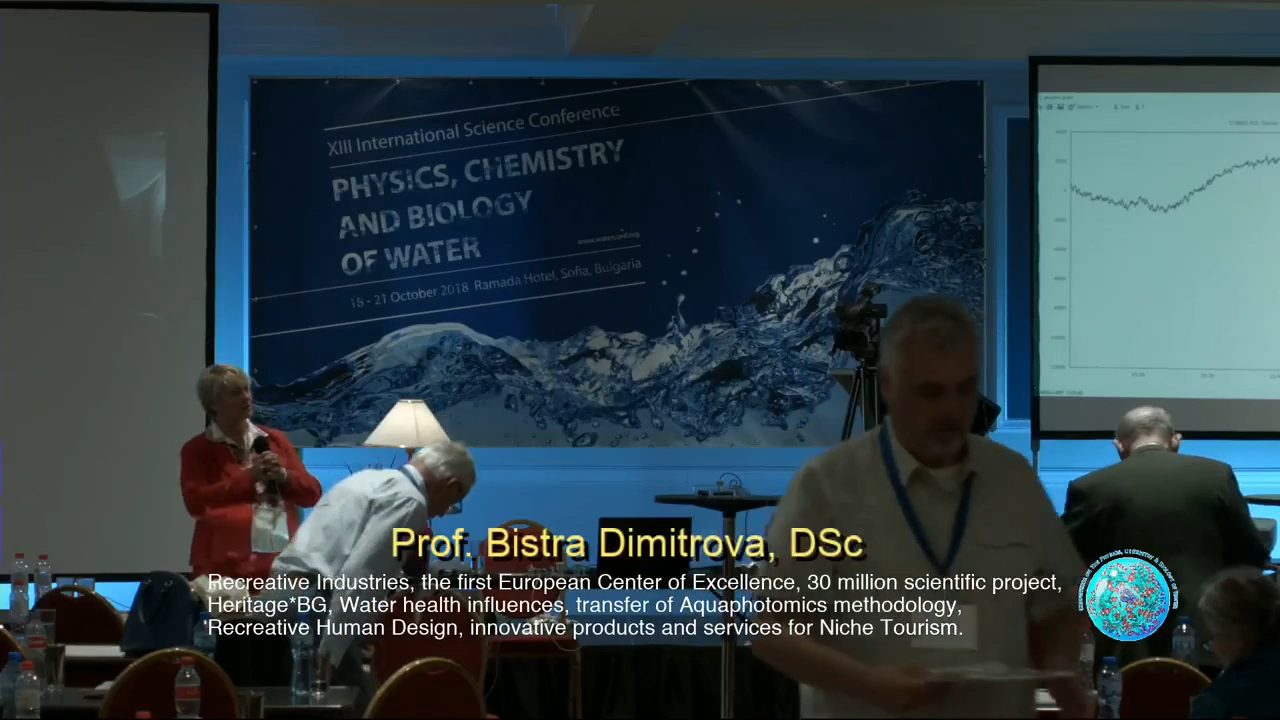 XIII International Science Conference
PHYSICS, CHEMISTRY
AND BIOLOGY
OF WATER
www.waterconf.org
18 - 21 October 2018 Ramada Hotel, Sofia, Bulgaria
Prof. Bistra Dimitrova, DSc
Recreative Industries, the first European Center of Excellence, 30 million scientific project,
Heritage*BG, Water health influences, transfer of Aquaphotomics methodology,
'Recreative Human Design, innovative products and services for Niche Tourism.